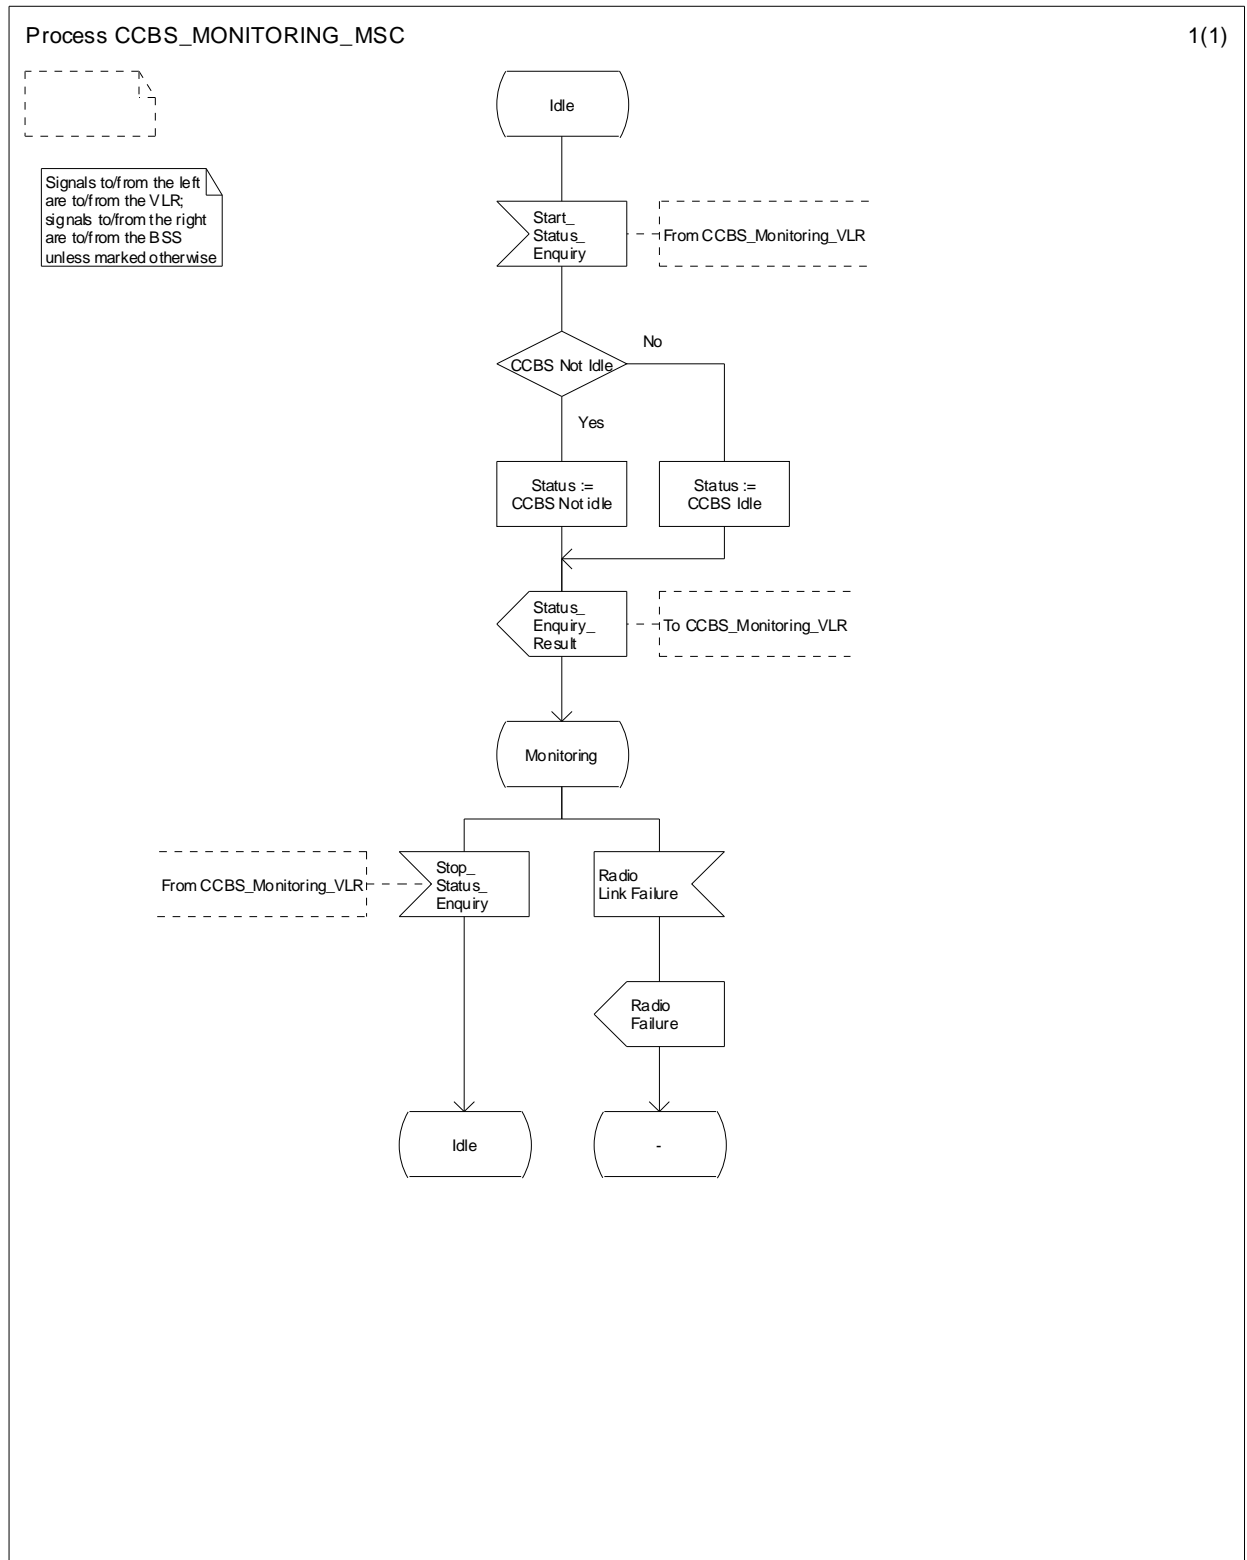 Process CCBS_MONITORING_MSC
1(1)
Idle
Signals to/from the left
are to/from the VLR;
signals to/from the right
are to/from the BSS
unless marked otherwise
Start_
Status_
Enquiry
From CCBS_Monitoring_VLR
CCBS Not Idle
No
Yes
Status :=
CCBS Not idle
Status :=
CCBS Idle
Status_
Enquiry_
Result
To CCBS_Monitoring_VLR
Monitoring
From CCBS_Monitoring_VLR
Stop_
Status_
Enquiry
Radio
Link Failure
Radio
Failure
Idle
-